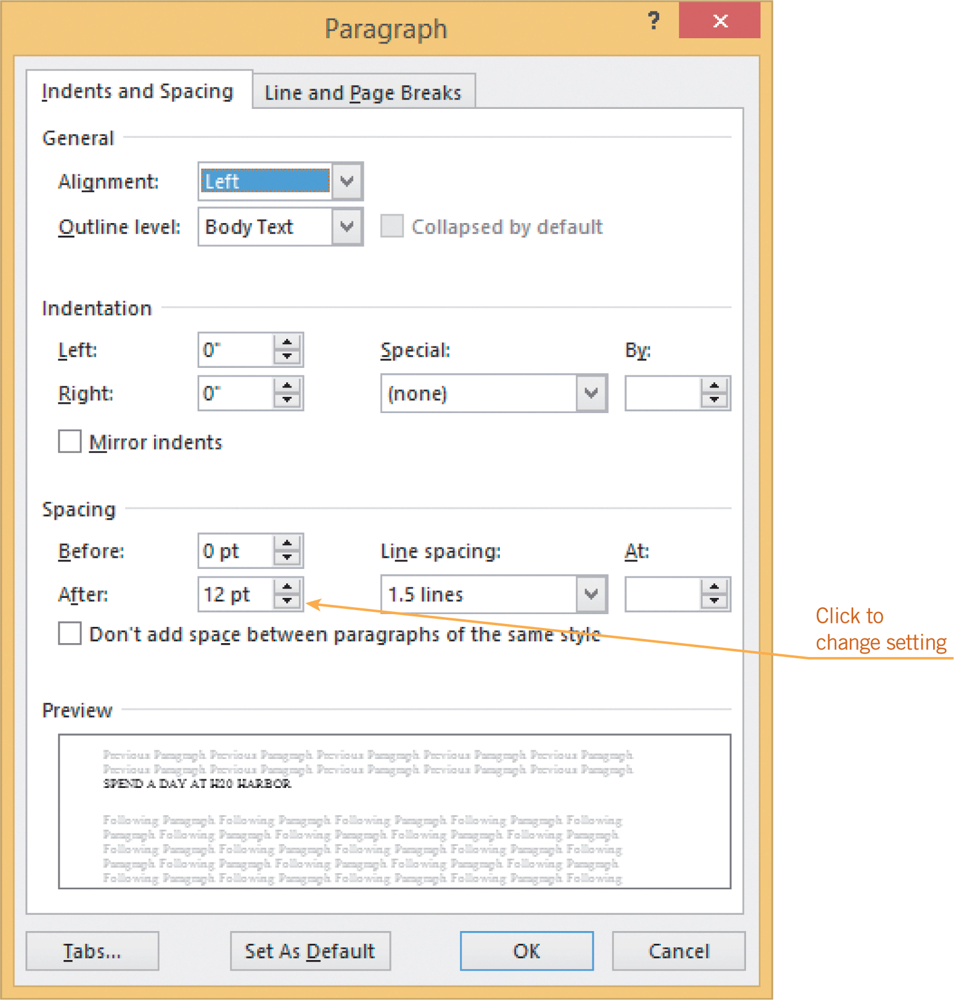 Paragraph
?
Indents and Spacing
Line and Page Breaks
General
Alignment: Left
Outline level: Body Text Collapsed by default
Indentation
Left: 0" Special: By:
Right: 0" (none)
Mirror indents
Spacing
Before: 0 pt Line spacing: At:
After: 12 pt 1.5 lines
Don't add space between paragraphs of the same style
Click to
change setting
Preview
Previous Paragraph Previous Paragraph Previous Paragraph Previous Paragraph Previous Paragraph
Previous Paragraph Previous Paragraph Previous Paragraph Previous Paragraph Previous Paragraph
SPEND A DAY AT H20 HARBOR
Following Paragraph Following Paragraph Following Paragraph Following Paragraph Following
Paragraph Following Paragraph Following Paragraph Following Paragraph Following Paragraph
Following Paragraph Following Paragraph Following Paragraph Following Paragraph Following
Paragraph Following Paragraph Following Paragraph Following Paragraph Following Paragraph
Following Paragraph Following Paragraph Following Paragraph Following Paragraph Following
Tabs... Set As Default OK Cancel